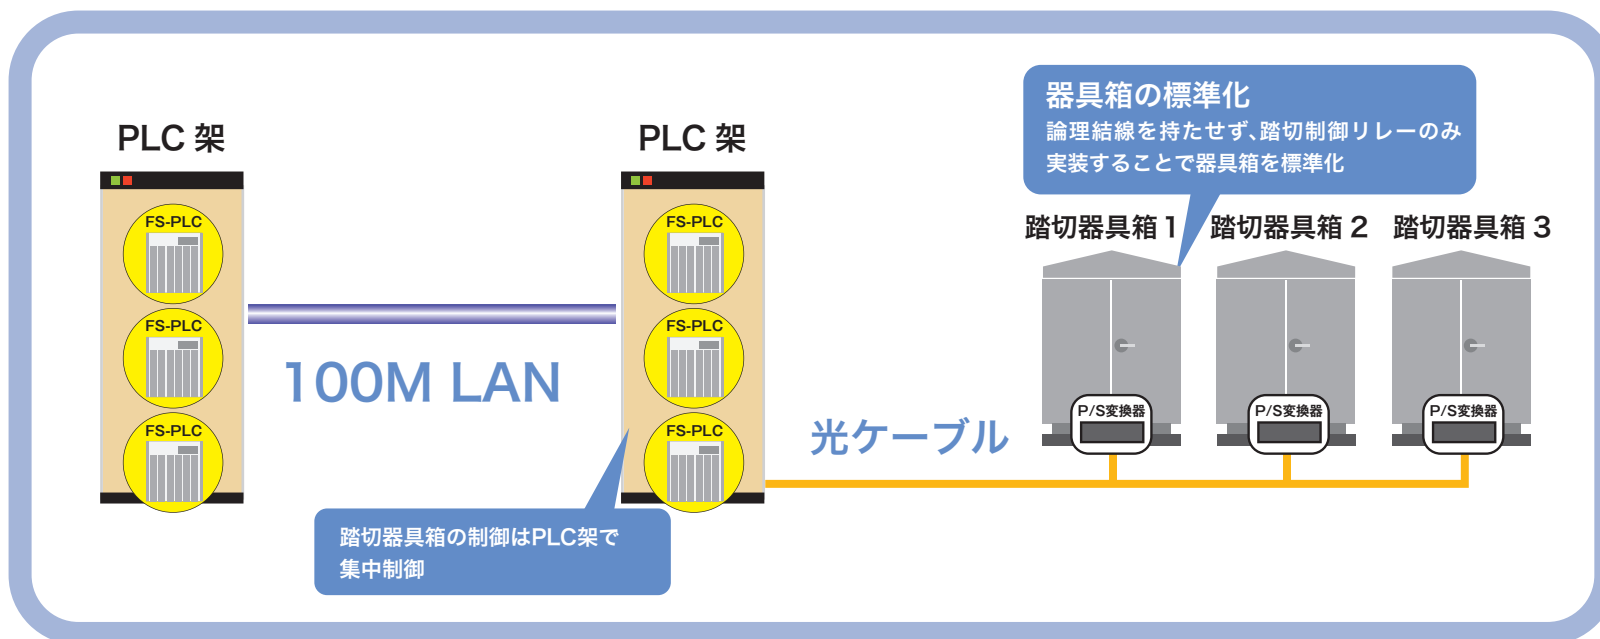 PLC 架
FS-PLC
FS-PLC
FS-PLC
100M LAN
PLC 架
FS-PLC
FS-PLC
FS-PLC
踏切器具箱の制御はPLC架で
集中制御
光ケーブル
器具箱の標準化
論理結線を持たせず、踏切制御リレーのみ
実装することで器具箱を標準化
踏切器具箱 1
踏切器具箱 2
踏切器具箱 3
P/S変換器
P/S変換器
P/S変換器